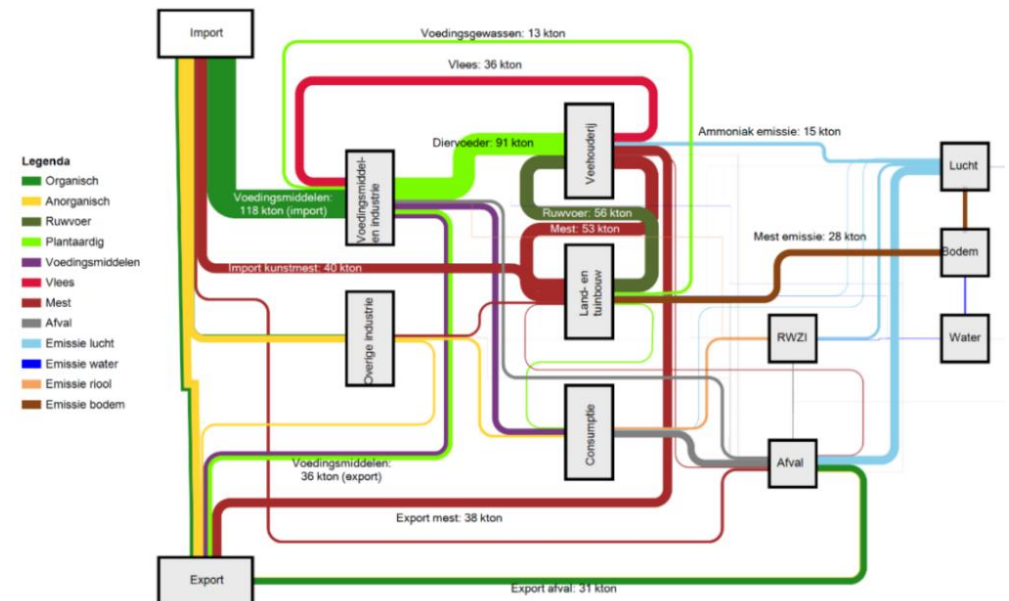 Import
Voedingsgewassen: 13 kton
Vlees: 36 kton
Diervoeder: 91 kton
Veehouderij
Ammoniak emissie: 15 kton
Lucht
Legenda
Organisch
Anorganisch
Ruwvoer
Plantaardig
Voedingsmiddelen
Vlees
Mest
Afval
Emissie lucht
Emissie water
Emissie riool
Emissie bodem
Voedingsmiddel-
en industrie
Voedingsmiddelen:
118 kton (import)
Ruwvoer: 56 kton
Mest: 53 kton
Mest emissie: 28 kton
Bodem
Import kunstmest: 40 kton
Land- en
tuinbouw
Overige industrie
RWZI
Water
Consumptie
Afval
Voedingsmiddelen:
36 kton (export)
Export mest: 38 kton
Export
Export afval: 31 kton